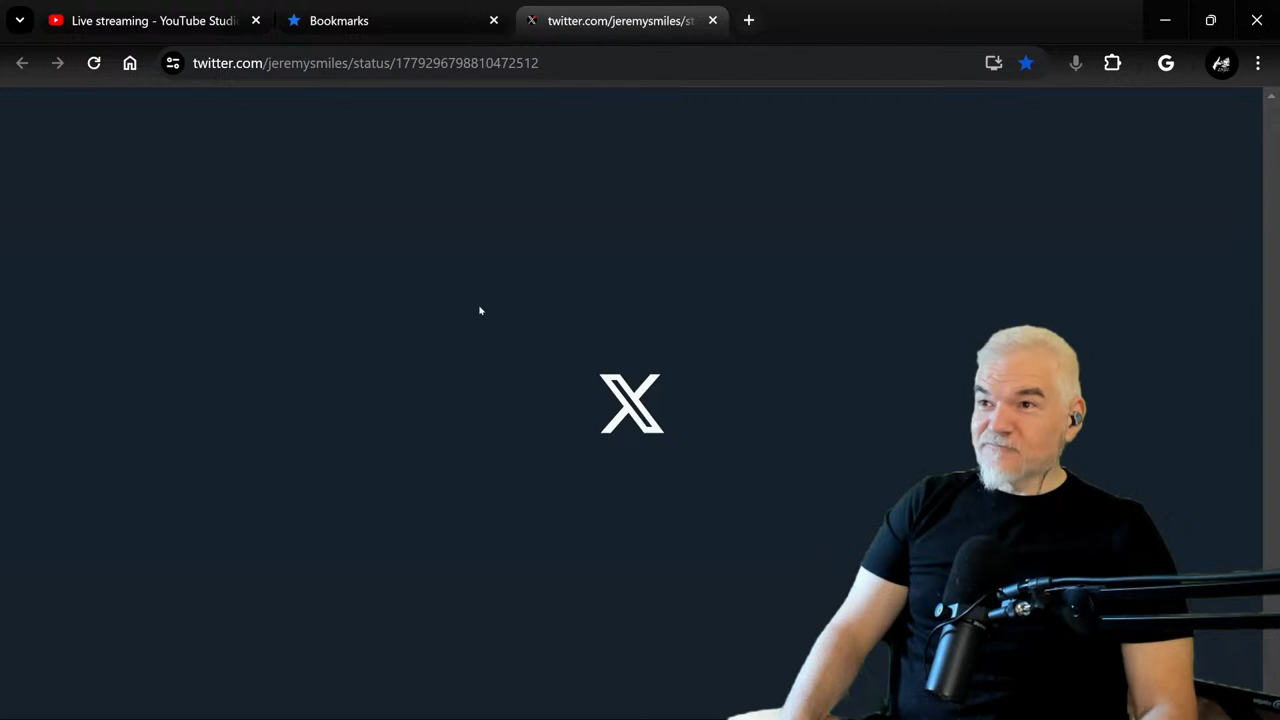 Live streaming - YouTube Studi
Bookmarks
twitter.com/jeremysmiles/st
twitter.com/jeremysmiles/status/1779296798810472512